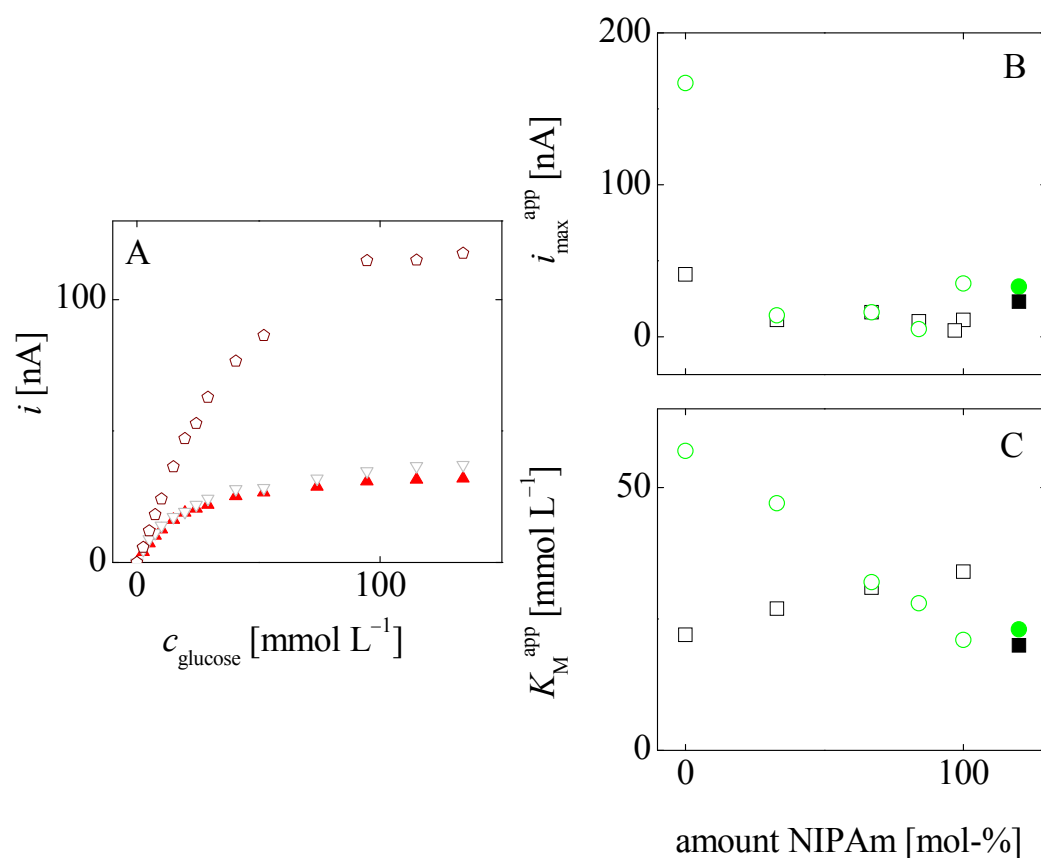 A
100
0
i [nA]
0
100
c_glucose [mmol L⁻¹]
B
200
100
0
i_max^app [nA]
C
50
0
K_M^app [mmol L⁻¹]
0
100
amount NIPAm [mol-%]